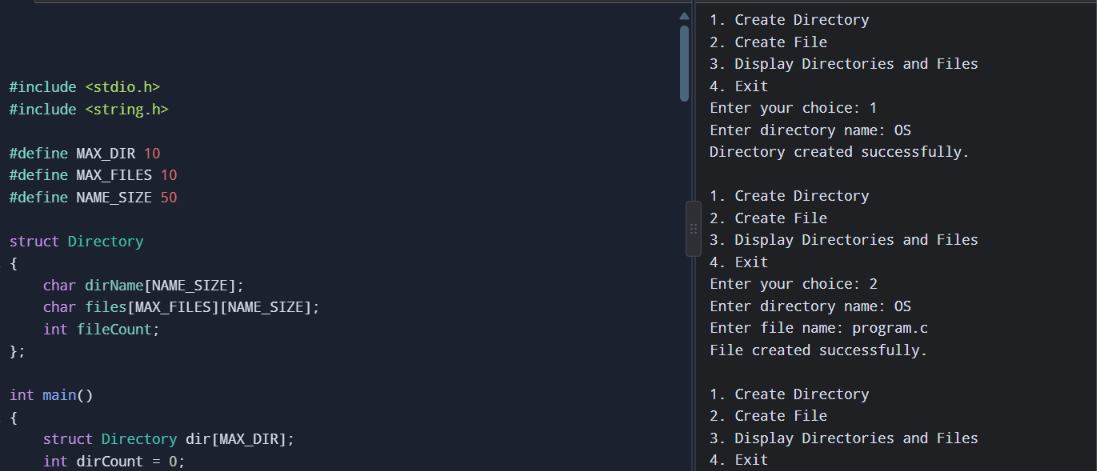 #include <stdio.h>
#include <string.h>
#define MAX_DIR 10
#define MAX_FILES 10
#define NAME_SIZE 50
struct Directory
{
    char dirName[NAME_SIZE];
    char files[MAX_FILES][NAME_SIZE];
    int fileCount;
};
int main()
{
    struct Directory dir[MAX_DIR];
    int dirCount = 0;
1. Create Directory
2. Create File
3. Display Directories and Files
4. Exit
Enter your choice: 1
Enter directory name: OS
Directory created successfully.
1. Create Directory
2. Create File
3. Display Directories and Files
4. Exit
Enter your choice: 2
Enter directory name: OS
Enter file name: program.c
File created successfully.
1. Create Directory
2. Create File
3. Display Directories and Files
4. Exit